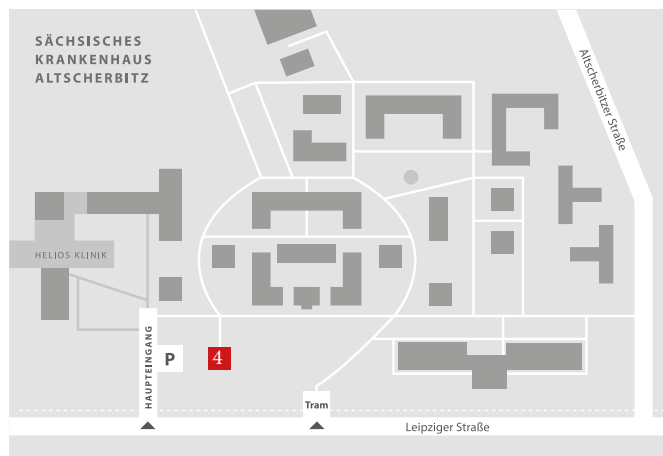 SÄCHSISCHES
KRANKENHAUS
ALTSCHERBITZ
Altscherbitzer Straße
HELIOS KLINIK
HAUPTEINGANG
P
4
Tram
Leipziger Straße